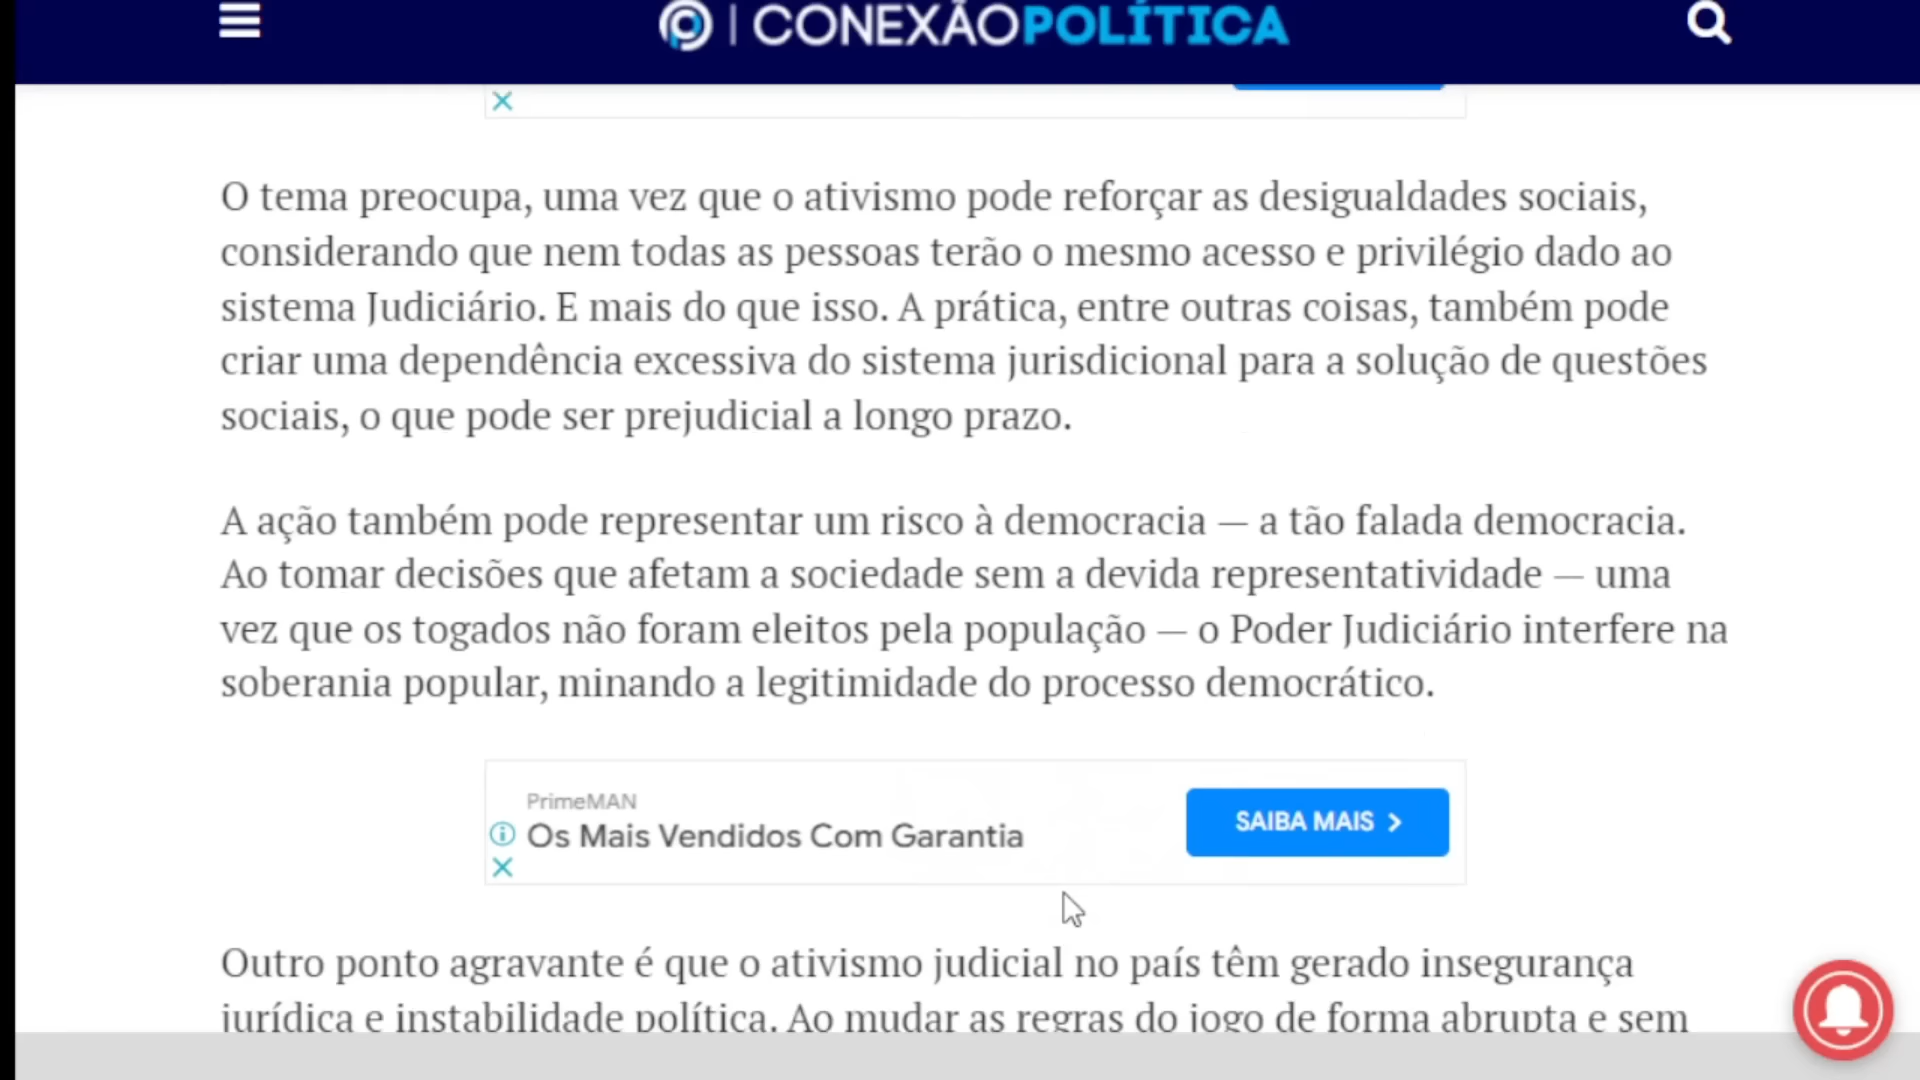 CONEXÃOPOLÍTICA
O tema preocupa, uma vez que o ativismo pode reforçar as desigualdades sociais,
considerando que nem todas as pessoas terão o mesmo acesso e privilégio dado ao
sistema Judiciário. E mais do que isso. A prática, entre outras coisas, também pode
criar uma dependência excessiva do sistema jurisdicional para a solução de questões
sociais, o que pode ser prejudicial a longo prazo.
A ação também pode representar um risco à democracia — a tão falada democracia.
Ao tomar decisões que afetam a sociedade sem a devida representatividade — uma
vez que os togados não foram eleitos pela população — o Poder Judiciário interfere na
soberania popular, minando a legitimidade do processo democrático.
PrimeMAN
Os Mais Vendidos Com Garantia
SAIBA MAIS
Outro ponto agravante é que o ativismo judicial no país têm gerado insegurança
jurídica e instabilidade política. Ao mudar as regras do jogo de forma abrupta e sem